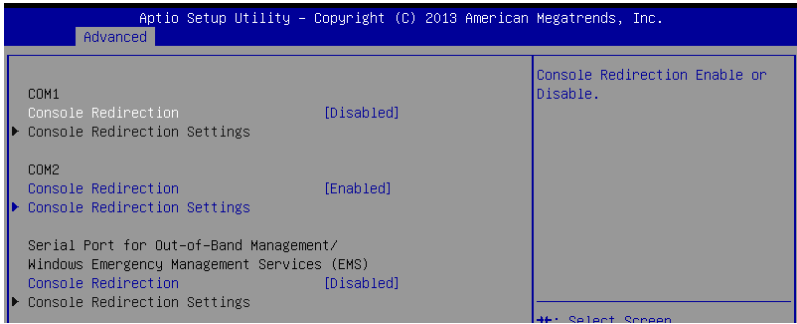 Aptio Setup Utility – Copyright (C) 2013 American Megatrends, Inc.
Advanced
COM1
Console Redirection [Disabled]
Console Redirection Settings
COM2
Console Redirection [Enabled]
Console Redirection Settings
Serial Port for Out-of-Band Management/
Windows Emergency Management Services (EMS)
Console Redirection [Disabled]
Console Redirection Settings
Console Redirection Enable or
Disable.
: Select Screen